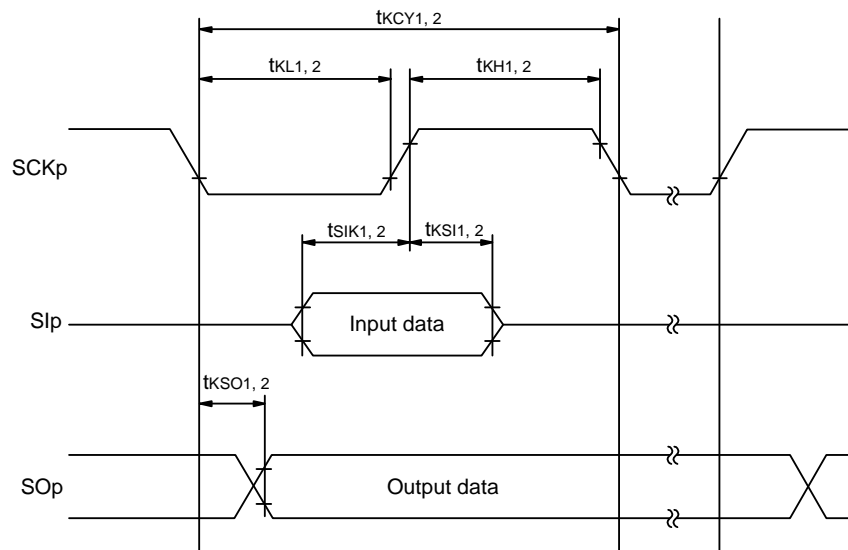 tKCY1, 2
tKL1, 2
tKH1, 2
SCKp
tSIK1, 2
tKSI1, 2
SIp
Input data
tKSO1, 2
SOp
Output data